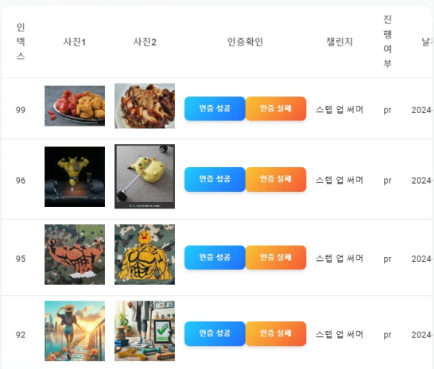 인덱스 사진1 사진2 인증확인 챌린지 진행여부
99 인증 성공 인증 실패 스텝 업 써머 pr 2024-
96 인증 성공 인증 실패 스텝 업 써머 pr 2024-
95 인증 성공 인증 실패 스텝 업 써머 pr 2024-
92 인증 성공 인증 실패 스텝 업 써머 pr 2024-